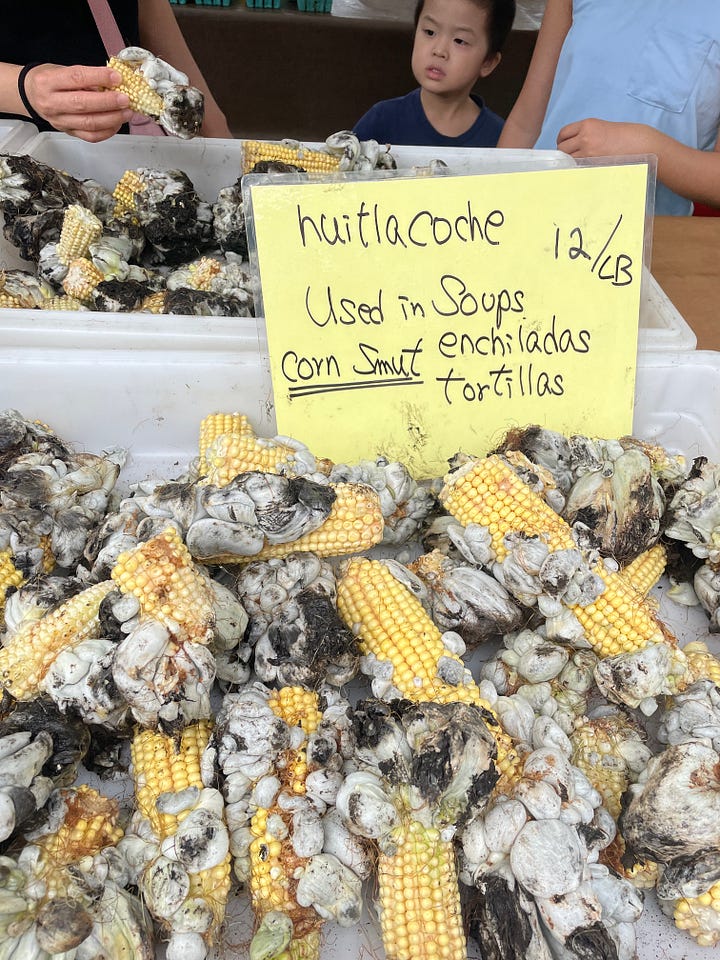 huitlacoche 12/LB
Used in Soups
corn Smut enchiladas
tortillas